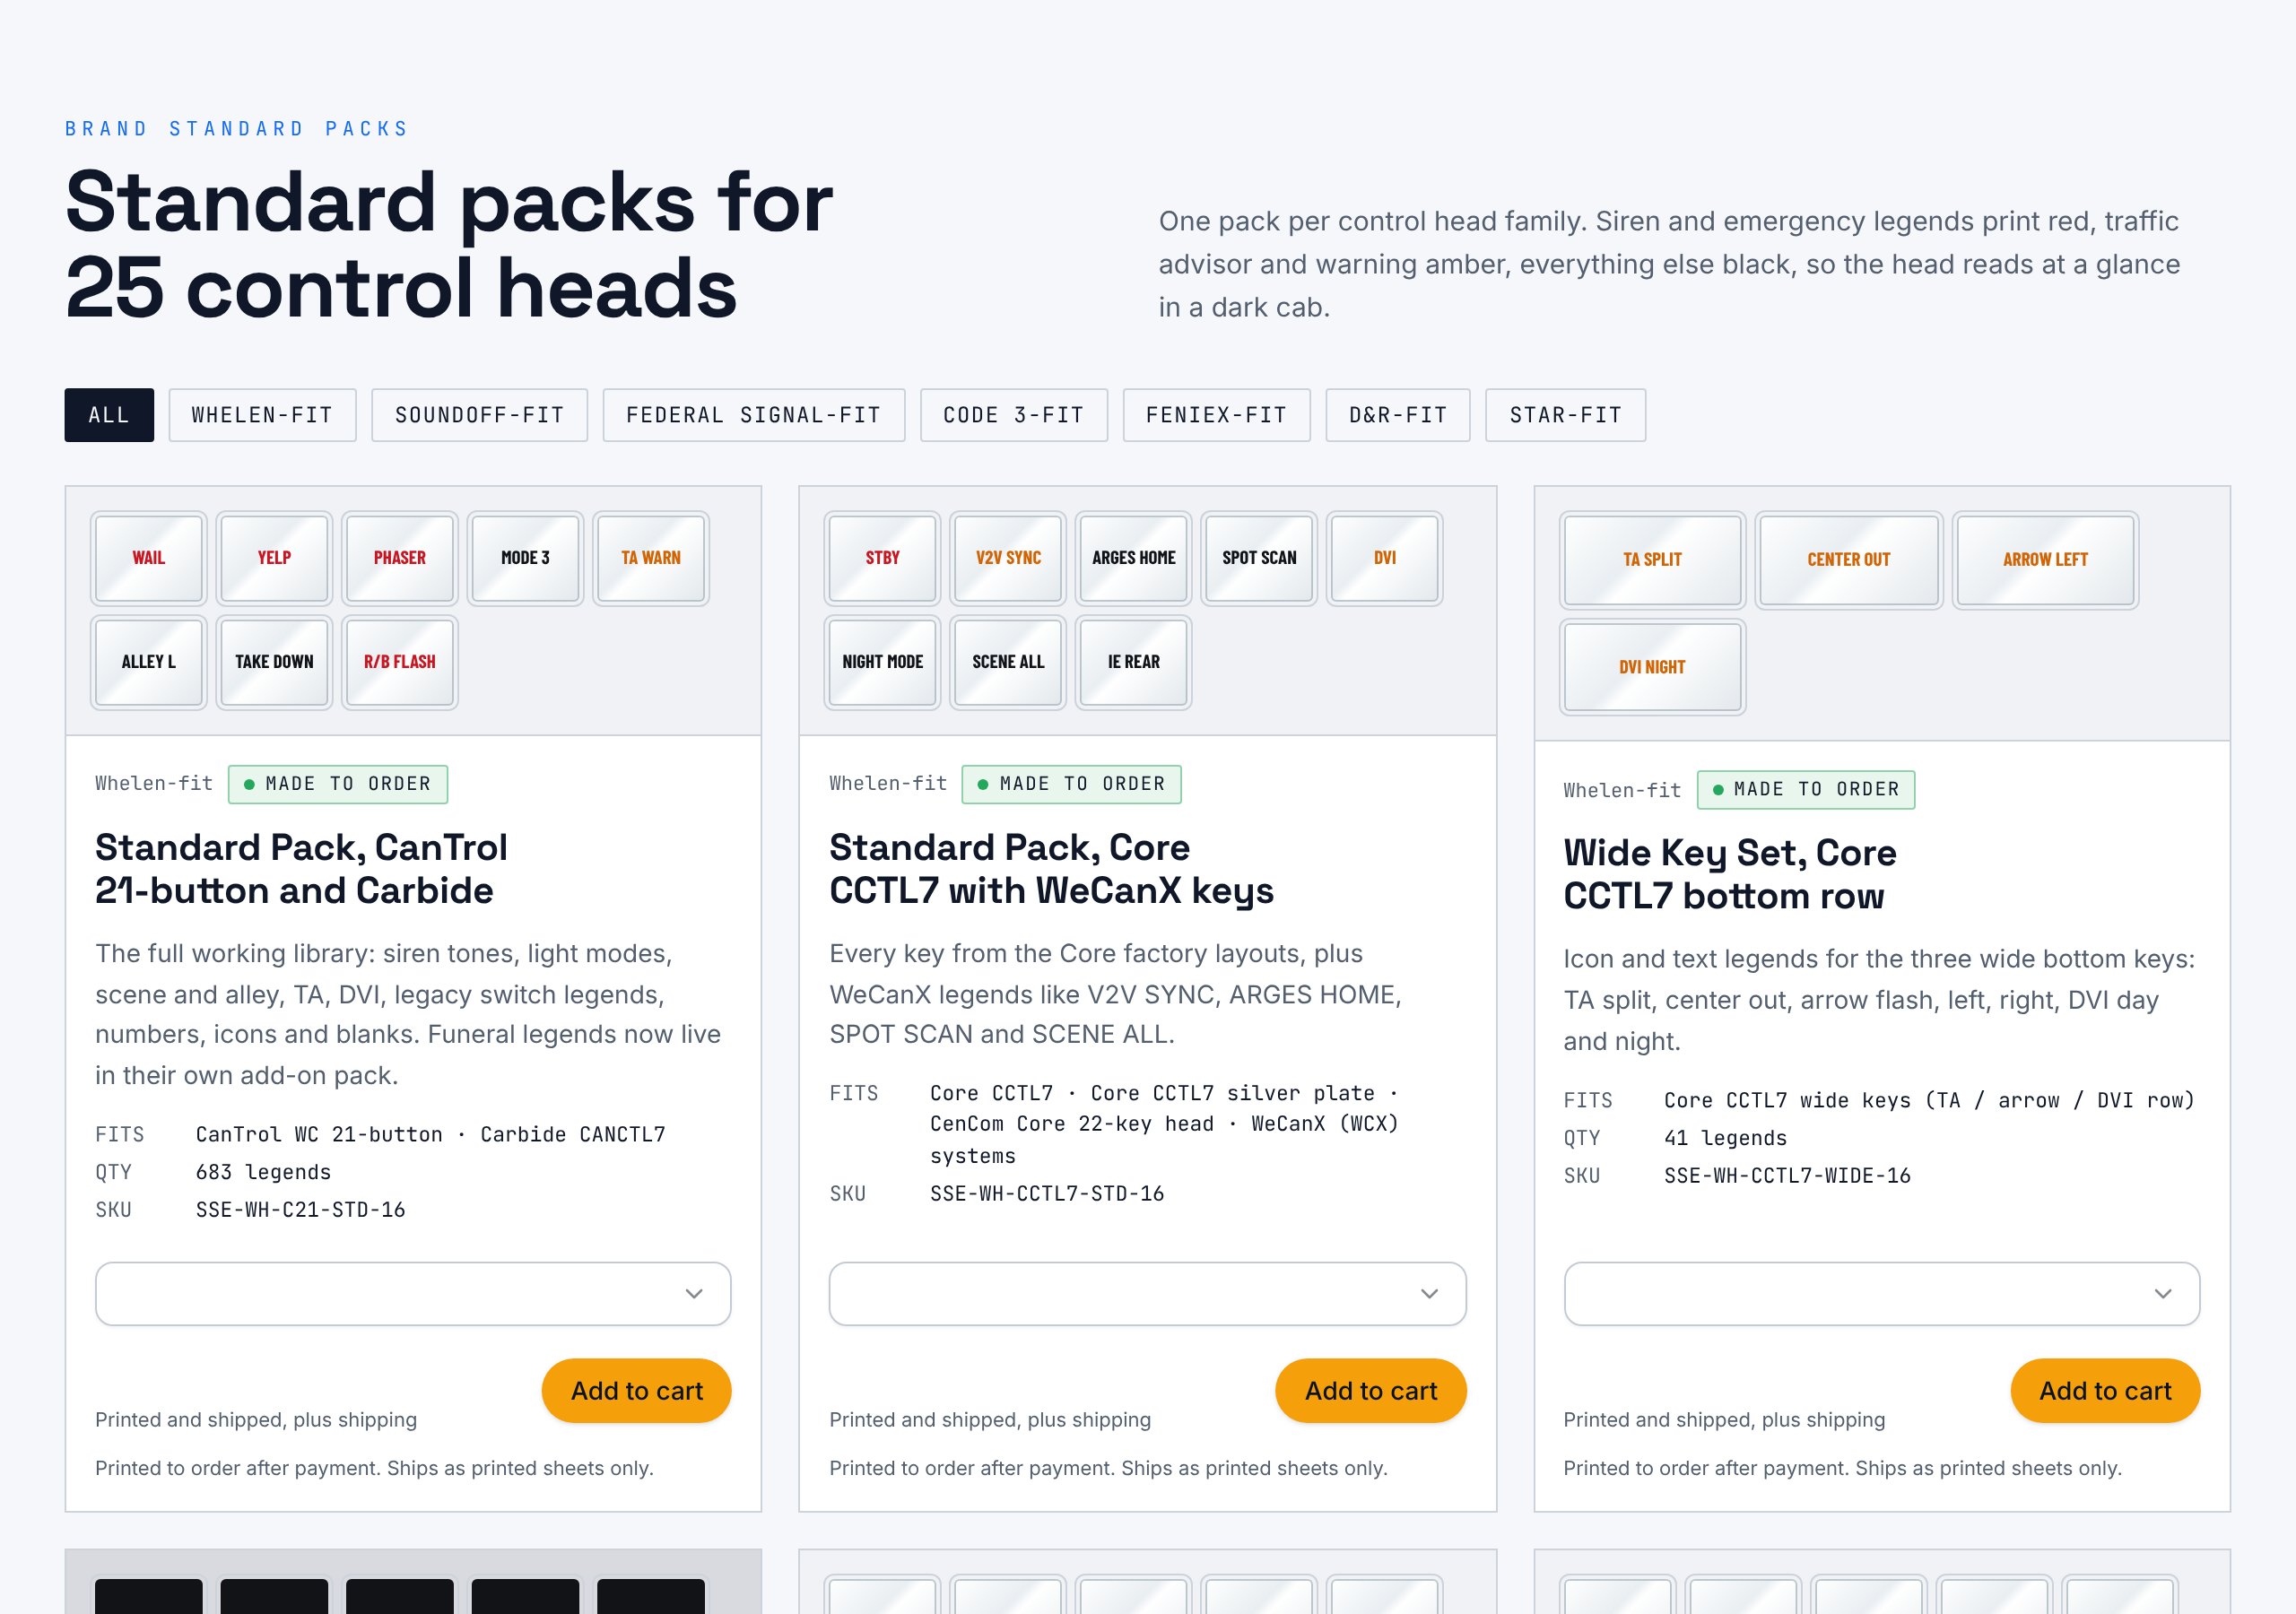 BRAND STANDARD PACKS
Standard packs for
25 control heads
One pack per control head family. Siren and emergency legends print red, traffic
advisor and warning amber, everything else black, so the head reads at a glance
in a dark cab.
ALL
WHELEN-FIT
SOUNDOFF-FIT
FEDERAL SIGNAL-FIT
CODE 3-FIT
FENIEX-FIT
D&R-FIT
STAR-FIT
WAIL
YELP
PHASER
MODE 3
TA WARN
ALLEY L
TAKE DOWN
R/B FLASH
Whelen-fit
MADE TO ORDER
Standard Pack, CanTrol
21-button and Carbide
The full working library: siren tones, light modes,
scene and alley, TA, DVI, legacy switch legends,
numbers, icons and blanks. Funeral legends now live
in their own add-on pack.
FITS CanTrol WC 21-button · Carbide CANCTL7
QTY 683 legends
SKU SSE-WH-C21-STD-16
Add to cart
Printed and shipped, plus shipping
Printed to order after payment. Ships as printed sheets only.
STBY
V2V SYNC
ARGES HOME
SPOT SCAN
DVI
NIGHT MODE
SCENE ALL
IE REAR
Whelen-fit
MADE TO ORDER
Standard Pack, Core
CCTL7 with WeCanX keys
Every key from the Core factory layouts, plus
WeCanX legends like V2V SYNC, ARGES HOME,
SPOT SCAN and SCENE ALL.
FITS Core CCTL7 · Core CCTL7 silver plate ·
CenCom Core 22-key head · WeCanX (WCX)
systems
SKU SSE-WH-CCTL7-STD-16
Add to cart
Printed and shipped, plus shipping
Printed to order after payment. Ships as printed sheets only.
TA SPLIT
CENTER OUT
ARROW LEFT
DVI NIGHT
Whelen-fit
MADE TO ORDER
Wide Key Set, Core
CCTL7 bottom row
Icon and text legends for the three wide bottom keys:
TA split, center out, arrow flash, left, right, DVI day
and night.
FITS Core CCTL7 wide keys (TA / arrow / DVI row)
QTY 41 legends
SKU SSE-WH-CCTL7-WIDE-16
Add to cart
Printed and shipped, plus shipping
Printed to order after payment. Ships as printed sheets only.